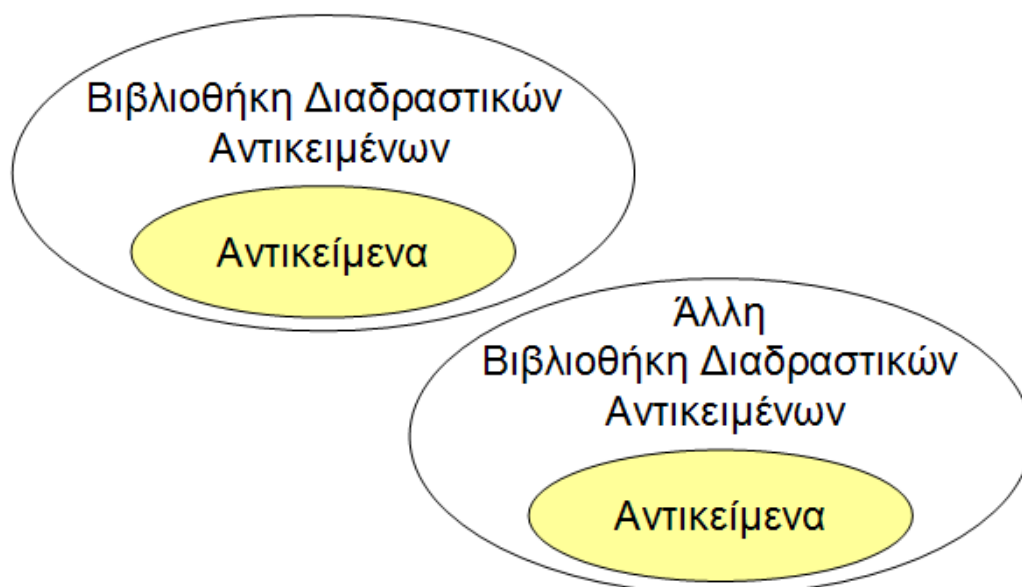 Βιβλιοθήκη Διαδραστικών
Αντικειμένων
Αντικείμενα
Άλλη
Βιβλιοθήκη Διαδραστικών
Αντικειμένων
Αντικείμενα